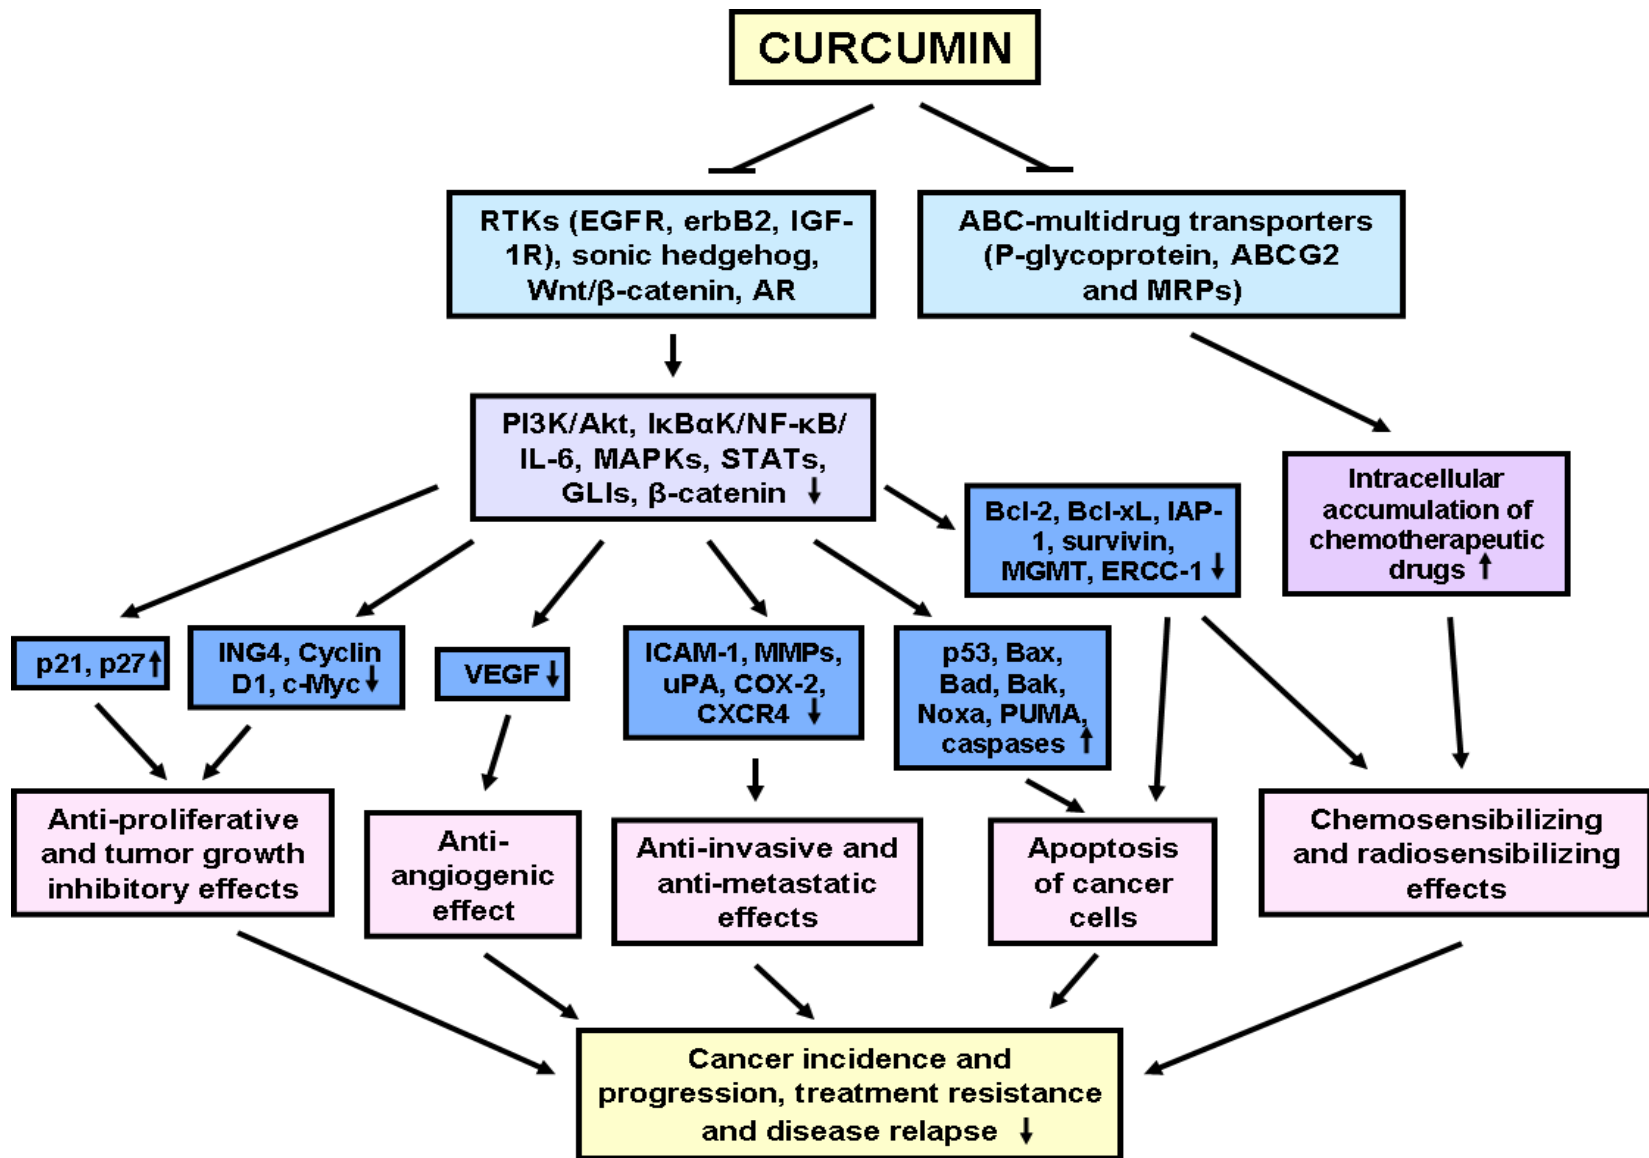 CURCUMIN
RTKs (EGFR, erbB2, IGF-
1R), sonic hedgehog,
Wnt/β-catenin, AR
ABC-multidrug transporters
(P-glycoprotein, ABCG2
and MRPs)
PI3K/Akt, IκBαK/NF-κB/
IL-6, MAPKs, STATs,
GLIs, β-catenin ↓
Bcl-2, Bcl-xL, IAP-
1, survivin,
MGMT, ERCC-1 ↓
Intracellular
accumulation of
chemotherapeutic
drugs ↑
p21, p27 ↑
ING4, Cyclin
D1, c-Myc ↓
VEGF ↓
ICAM-1, MMPs,
uPA, COX-2,
CXCR4 ↓
p53, Bax,
Bad, Bak,
Noxa, PUMA,
caspases ↑
Anti-proliferative
and tumor growth
inhibitory effects
Anti-
angiogenic
effect
Anti-invasive and
anti-metastatic
effects
Apoptosis
of cancer
cells
Chemosensibilizing
and radiosensibilizing
effects
Cancer incidence and
progression, treatment resistance
and disease relapse ↓